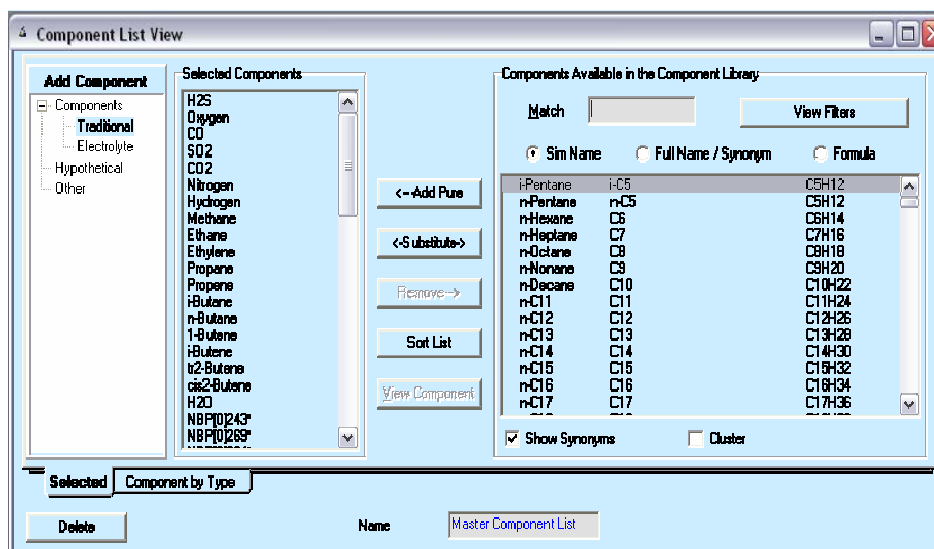 Component List View
Add Component
Components
Traditional
Electrolyte
Hypothetical
Other
Selected Components
H2S
Oxygen
CO
SO2
CO2
Nitrogen
Hydrogen
Methane
Ethane
Ethylene
Propane
Propene
i-Butane
n-Butane
1-Butene
i-Butene
tr2-Butene
cis2-Butene
H2O
NBP[0]243*
NBP[0]269*
<--Add Pure
<-Substitute->
Remove-->
Sort List
View Component
Components Available in the Component Library
Match
View Filters
Sim Name Full Name / Synonym Formula
i-Pentane i-C5 C5H12
n-Pentane n-C5 C5H12
n-Hexane C6 C6H14
n-Heptane C7 C7H16
n-Octane C8 C8H18
n-Nonane C9 C9H20
n-Decane C10 C10H22
n-C11 C11 C11H24
n-C12 C12 C12H26
n-C13 C13 C13H28
n-C14 C14 C14H30
n-C15 C15 C15H32
n-C16 C16 C16H34
n-C17 C17 C17H36
Show Synonyms Cluster
Selected Component by Type
Delete Name Master Component List